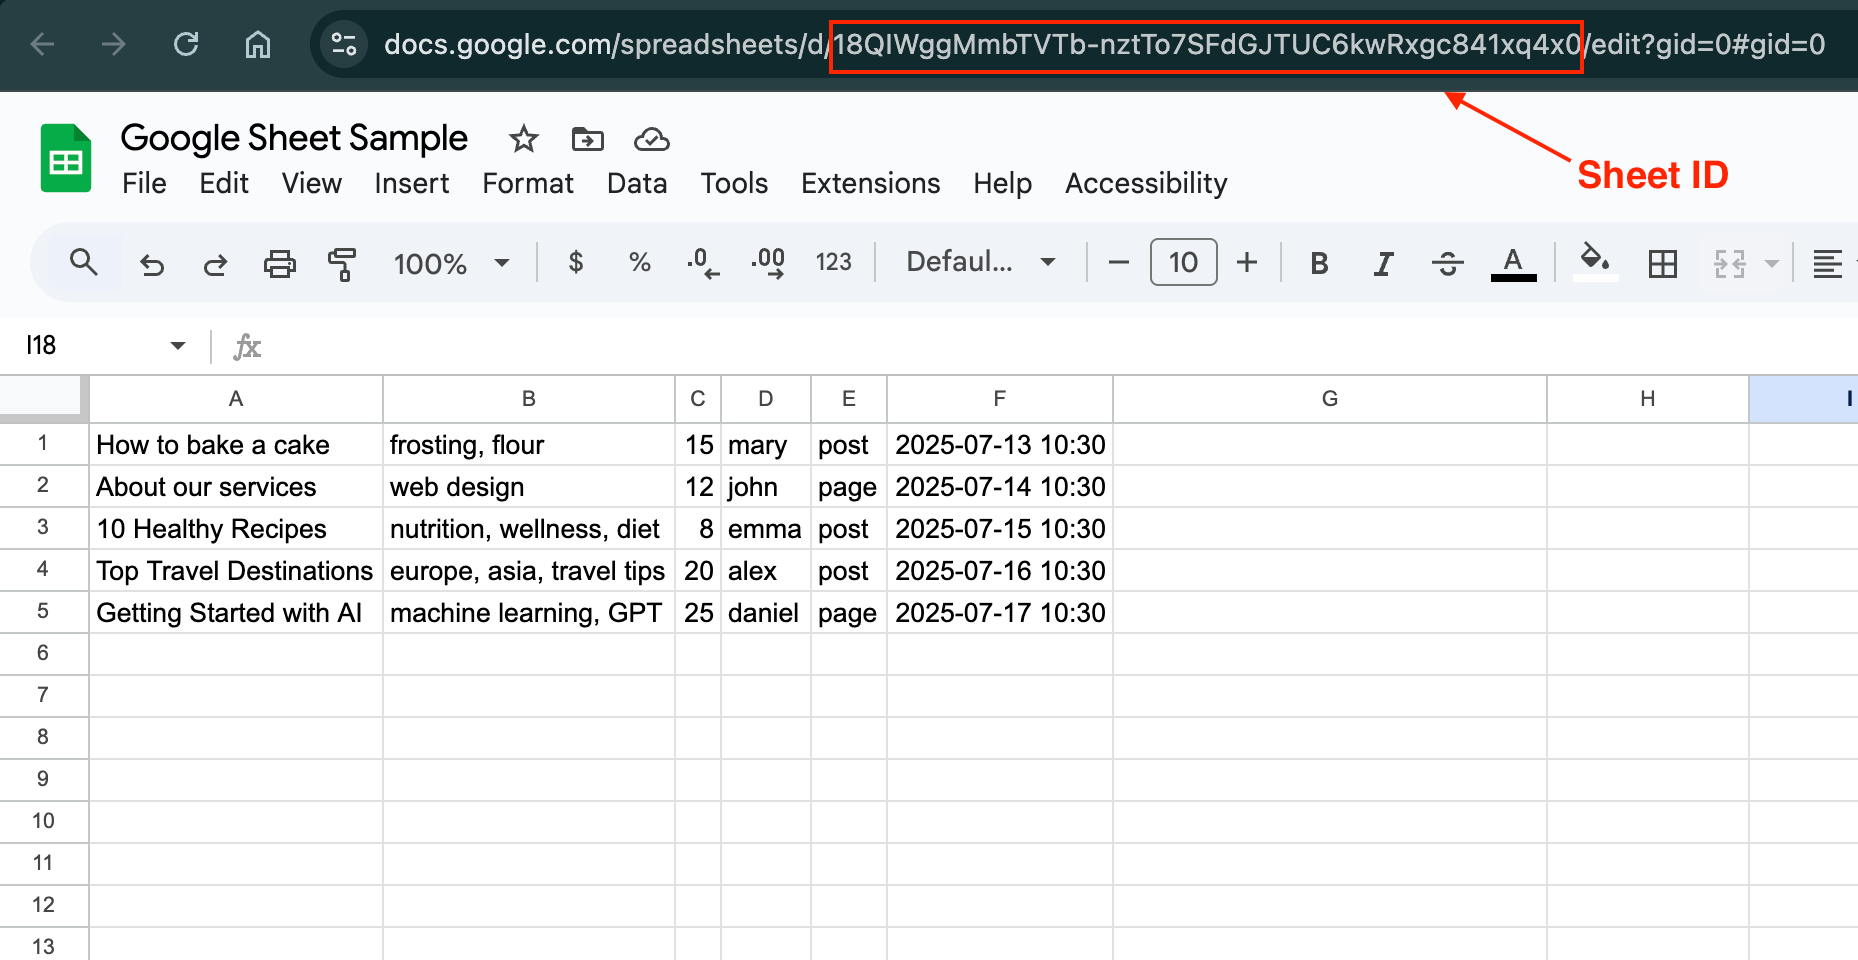 docs.google.com/spreadsheets/d/18QIWggMmbTVTb-nztTo7SFdGJTUC6kwRxgc841xq4x0/edit?gid=0#gid=0
Google Sheet Sample
Sheet ID
File Edit View Insert Format Data Tools Extensions Help Accessibility
100% $ % .0 .00 123 Defaul... − 10 + B I S A
I18 fx
A B C D E F G H I
1 How to bake a cake frosting, flour 15 mary post 2025-07-13 10:30
2 About our services web design 12 john page 2025-07-14 10:30
3 10 Healthy Recipes nutrition, wellness, diet 8 emma post 2025-07-15 10:30
4 Top Travel Destinations europe, asia, travel tips 20 alex post 2025-07-16 10:30
5 Getting Started with AI machine learning, GPT 25 daniel page 2025-07-17 10:30
6
7
8
9
10
11
12
13